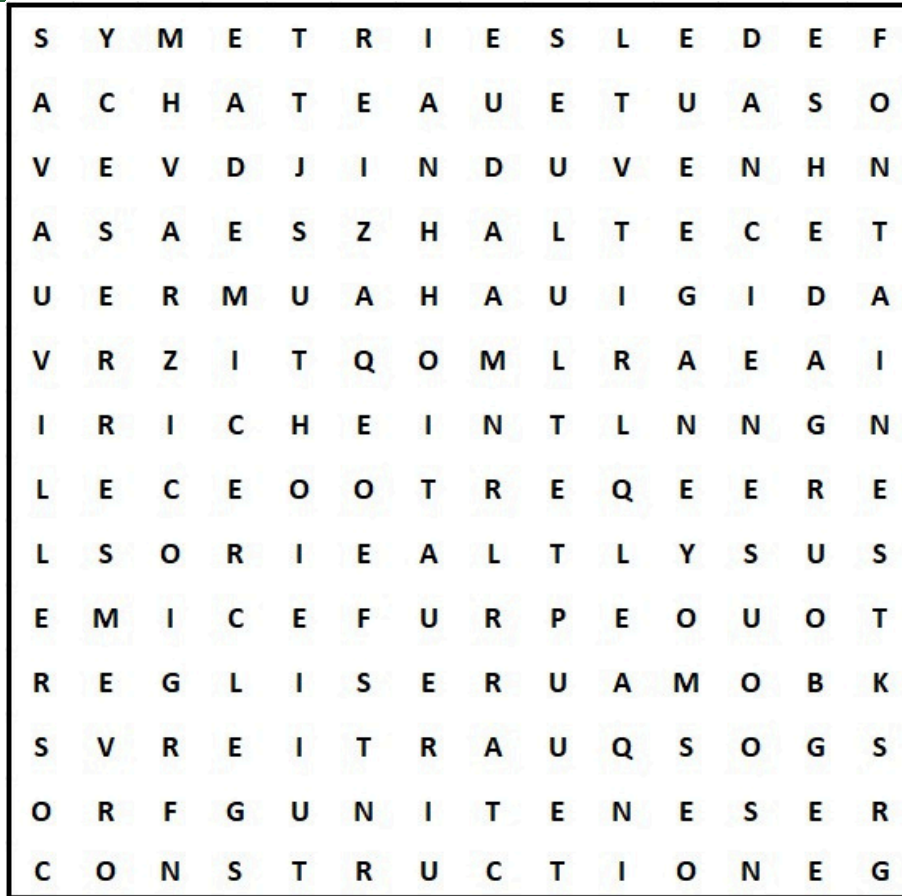 S Y M E T R I E S L E D E F
A C H A T E A U E T U A S O
V E V D J I N D U V E N H N
A S A E S Z H A L T E C E T
U E R M U A H A U I G I D A
V R Z I T Q O M L R A E A I
I R I C H E I N T L N N G N
L E C E O O T R E Q E E R E
L S O R I E A L T L Y S U S
E M I C E F U R P E O U O T
R E G L I S E R U A M O B K
S V R E I T R A U Q S O G S
O R F G U N I T E N E S E R
C O N S T R U C T I O N E G